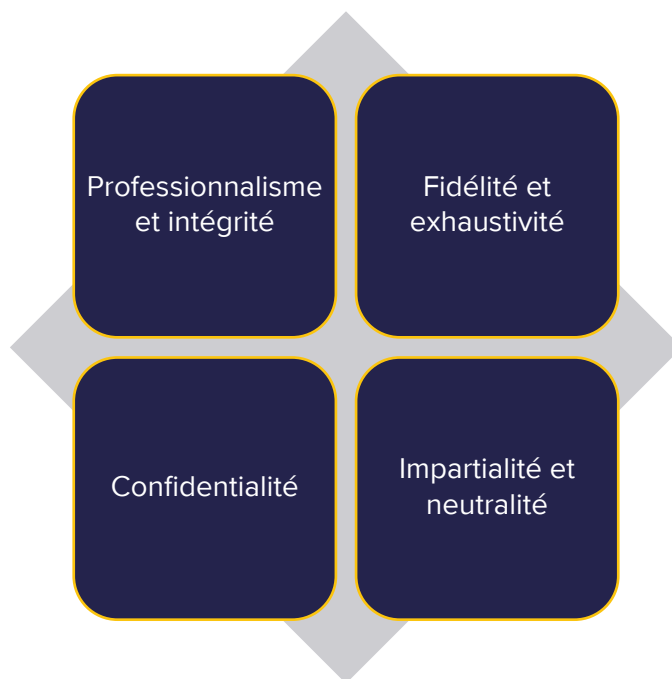 Professionnalisme
et intégrité
Fidélité et
exhaustivité
Confidentialité
Impartialité et
neutralité